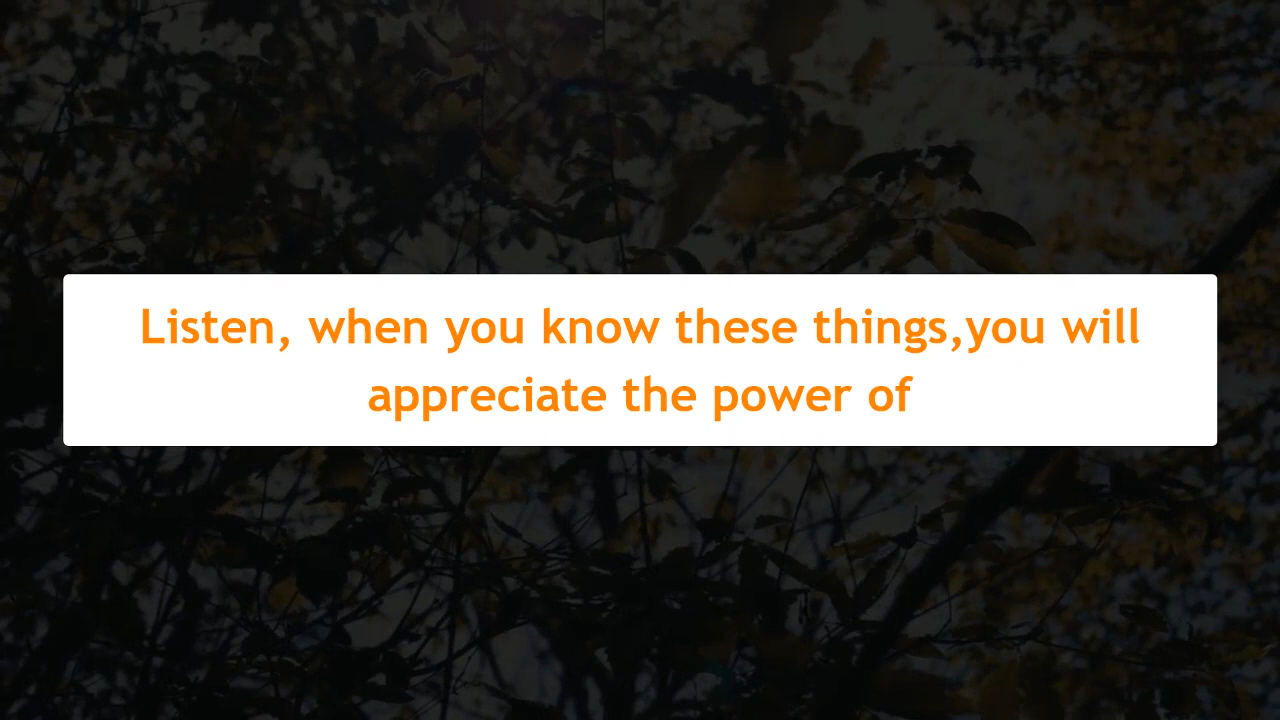 Listen, when you know these things,you will
appreciate the power of